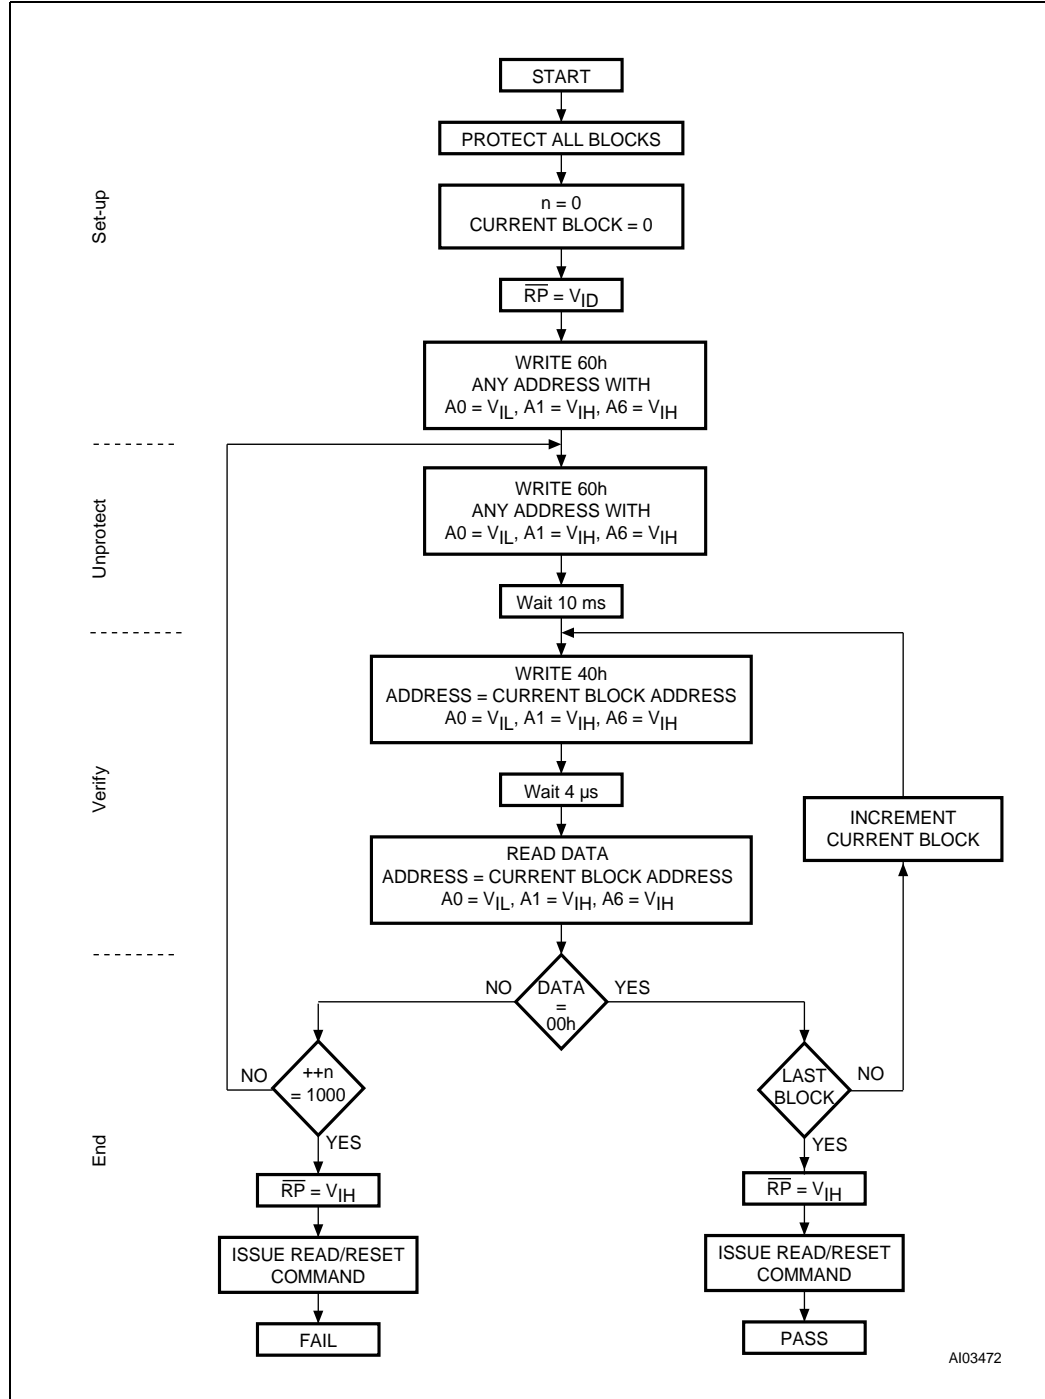 START
PROTECT ALL BLOCKS
Set-up
n = 0
CURRENT BLOCK = 0
RP = VID
WRITE 60h
ANY ADDRESS WITH
A0 = VIL, A1 = VIH, A6 = VIH
Unprotect
WRITE 60h
ANY ADDRESS WITH
A0 = VIL, A1 = VIH, A6 = VIH
Wait 10 ms
Verify
WRITE 40h
ADDRESS = CURRENT BLOCK ADDRESS
A0 = VIL, A1 = VIH, A6 = VIH
Wait 4 µs
INCREMENT
CURRENT BLOCK
READ DATA
ADDRESS = CURRENT BLOCK ADDRESS
A0 = VIL, A1 = VIH, A6 = VIH
End
NO
DATA
=
00h
YES
NO
++n
= 1000
YES
LAST
BLOCK
NO
YES
RP = VIH
ISSUE READ/RESET
COMMAND
FAIL
RP = VIH
ISSUE READ/RESET
COMMAND
PASS
AI03472